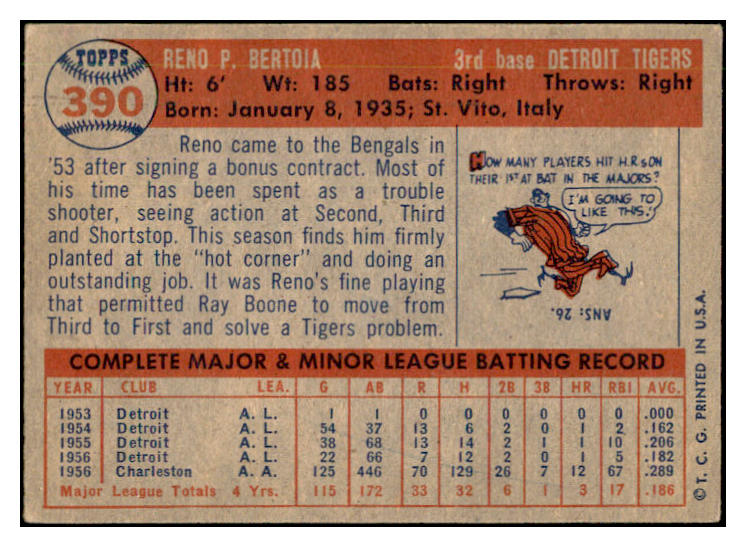 TOPPS
390
RENO P. BERTOIA 3rd base DETROIT TIGERS
Ht: 6' Wt: 185 Bats: Right Throws: Right
Born: January 8, 1935; St. Vito, Italy
Reno came to the Bengals in
'53 after signing a bonus contract. Most of
his time has been spent as a trouble
shooter, seeing action at Second, Third
and Shortstop. This season finds him firmly
planted at the "hot corner" and doing an
outstanding job. It was Reno's fine playing
that permitted Ray Boone to move from
Third to First and solve a Tigers problem.
HOW MANY PLAYERS HIT H.R.s ON
THEIR 1ST AT BAT IN THE MAJORS?
I'M GOING TO
LIKE THIS!
ANS: 26.
COMPLETE MAJOR & MINOR LEAGUE BATTING RECORD
YEAR CLUB LEA. G AB R H 2B 3B HR RBI AVG.
1953 Detroit A. L. 1 1 0 0 0 0 0 0 .000
1954 Detroit A. L. 54 37 13 6 2 0 1 2 .162
1955 Detroit A. L. 38 68 13 14 2 1 1 10 .206
1956 Detroit A. L. 22 66 7 12 2 0 1 5 .182
1956 Charleston A. A. 125 446 70 129 26 7 12 67 .289
Major League Totals 4 Yrs. 115 172 33 32 6 1 3 17 .186
© T. C. G. PRINTED IN U.S.A.